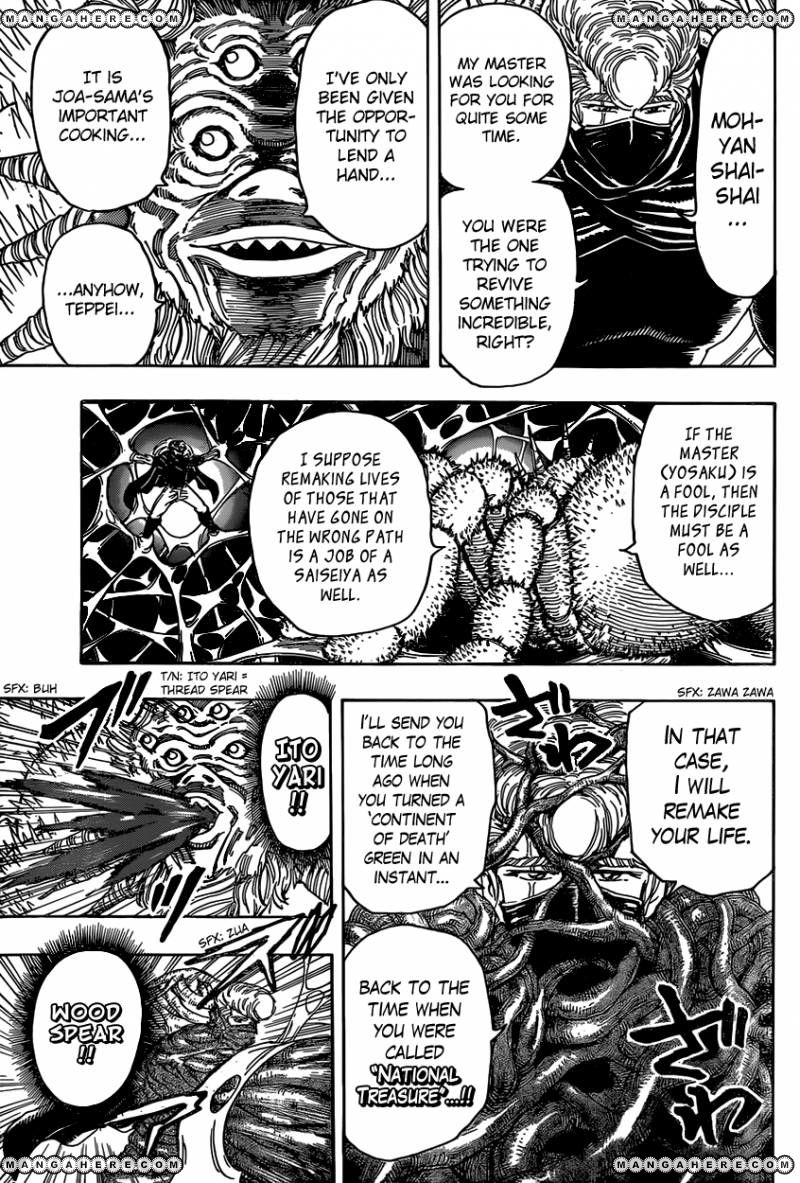 MANGAHERE.COM
MANGAHERE.COM
MOH-
YAN
SHAI-
SHAI
...
MY MASTER
WAS LOOKING
FOR YOU FOR
QUITE SOME
TIME.
YOU WERE
THE ONE
TRYING TO
REVIVE
SOMETHING
INCREDIBLE,
RIGHT?
I'VE ONLY
BEEN GIVEN
THE OPPOR-
TUNITY TO
LEND A
HAND...
IT IS
JOA-SAMA'S
IMPORTANT
COOKING...
...ANYHOW,
TEPPEI...
IF THE
MASTER
(YOSAKU) IS
A FOOL, THEN
THE DISCIPLE
MUST BE A
FOOL AS
WELL...
I SUPPOSE
REMAKING LIVES
OF THOSE THAT
HAVE GONE ON
THE WRONG PATH
IS A JOB OF A
SAISEIYA AS
WELL.
SFX: ZAWA ZAWA
ざわ
IN THAT
CASE,
I WILL
REMAKE
YOUR LIFE.
I'LL SEND YOU
BACK TO THE
TIME LONG
AGO WHEN
YOU TURNED A
'CONTINENT
OF DEATH'
GREEN IN AN
INSTANT...
BACK TO THE
TIME WHEN
YOU WERE
CALLED
"NATIONAL
TREASURE"...!!
ざわ
SFX: BUH
T/N: ITO YARI =
THREAD SPEAR
ブッ
ITO
YARI
!!
SFX: ZUA
WOOD
SPEAR
!!
MANGAHERE.COM
MANGAHERE.COM